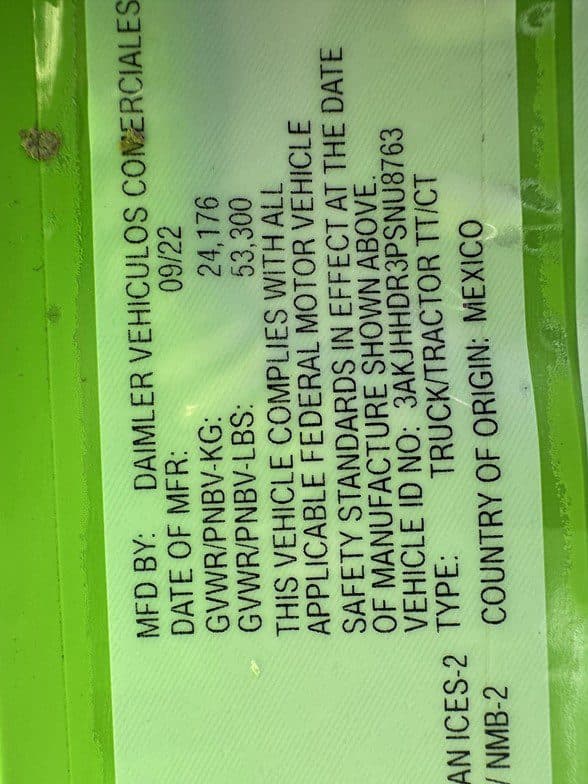 MFD BY: DAIMLER VEHICULOS COMERCIALES
DATE OF MFR: 09/22
GVWR/PNBV-KG: 24,176
GVWR/PNBV-LBS: 53,300
THIS VEHICLE COMPLIES WITH ALL
APPLICABLE FEDERAL MOTOR VEHICLE
SAFETY STANDARDS IN EFFECT AT THE DATE
OF MANUFACTURE SHOWN ABOVE.
VEHICLE ID NO: 3AKJHHDR3PSNU8763
AN ICES-2 TYPE: TRUCK/TRACTOR TT/CT
/ NMB-2 COUNTRY OF ORIGIN: MEXICO